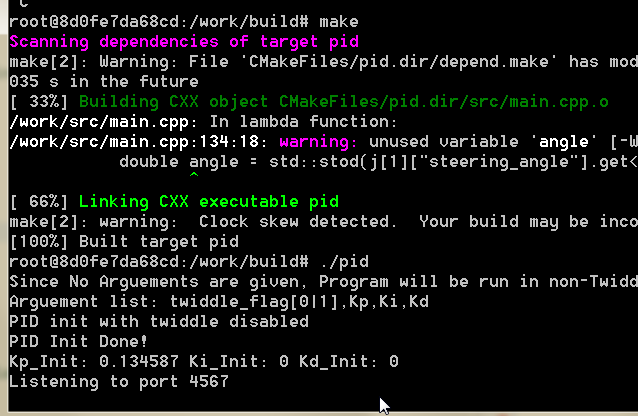 C
root@8d0fe7da68cd:/work/build# make
Scanning dependencies of target pid
make[2]: Warning: File 'CMakeFiles/pid.dir/depend.make' has mod
035 s in the future
[ 33%] Building CXX object CMakeFiles/pid.dir/src/main.cpp.o
/work/src/main.cpp: In lambda function:
/work/src/main.cpp:134:18: warning: unused variable 'angle' [-W
double angle = std::stod(j[1]["steering_angle"].get<
^
[ 66%] Linking CXX executable pid
make[2]: warning:  Clock skew detected.  Your build may be inco
[100%] Built target pid
root@8d0fe7da68cd:/work/build# ./pid
Since No Arguements are given, Program will be run in non-Twidd
Arguement list: twiddle_flag[0|1],Kp,Ki,Kd
PID init with twiddle disabled
PID Init Done!
Kp_Init: 0.134587 Ki_Init: 0 Kd_Init: 0
Listening to port 4567